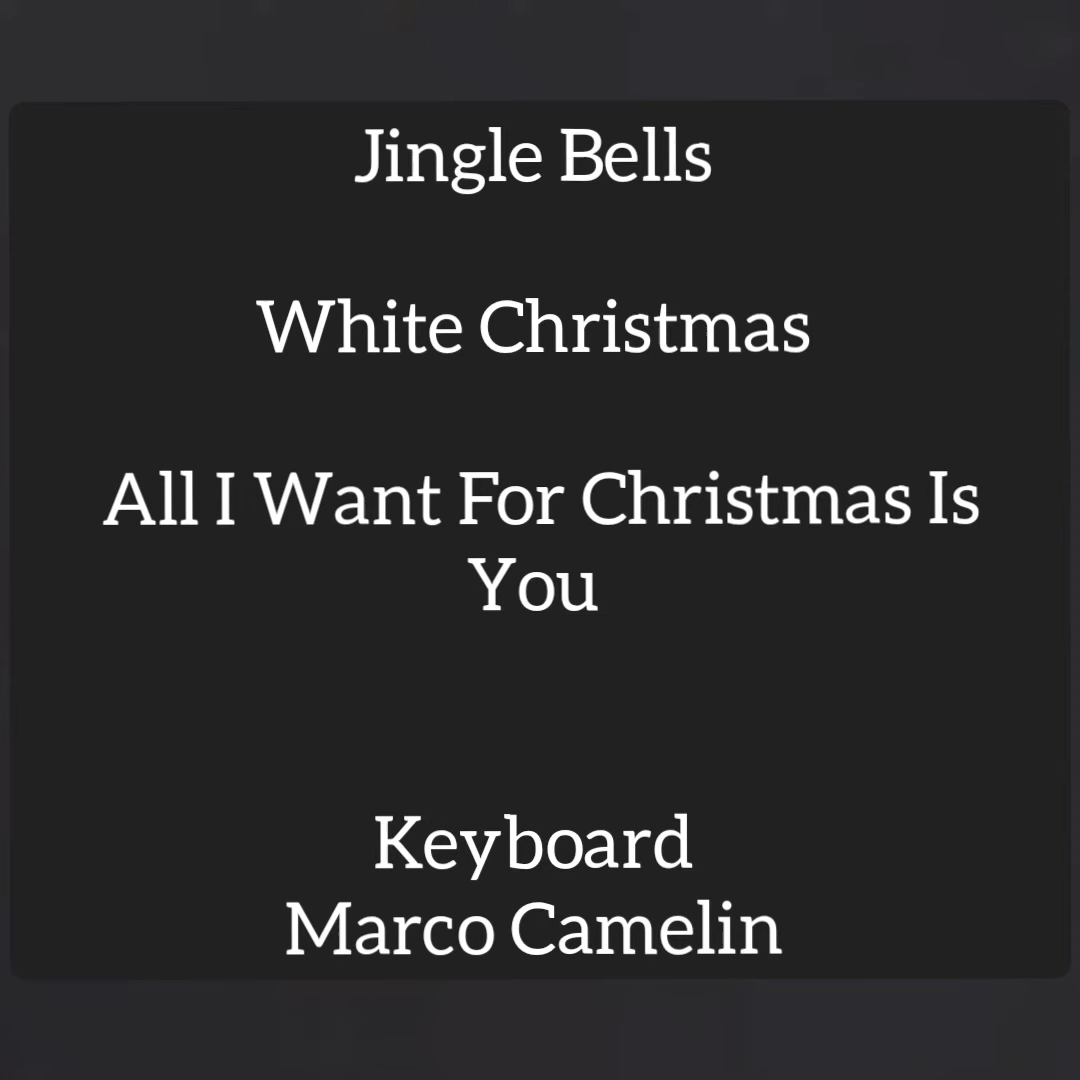 Jingle Bells
White Christmas
All I Want For Christmas Is
You
Keyboard
Marco Camelin